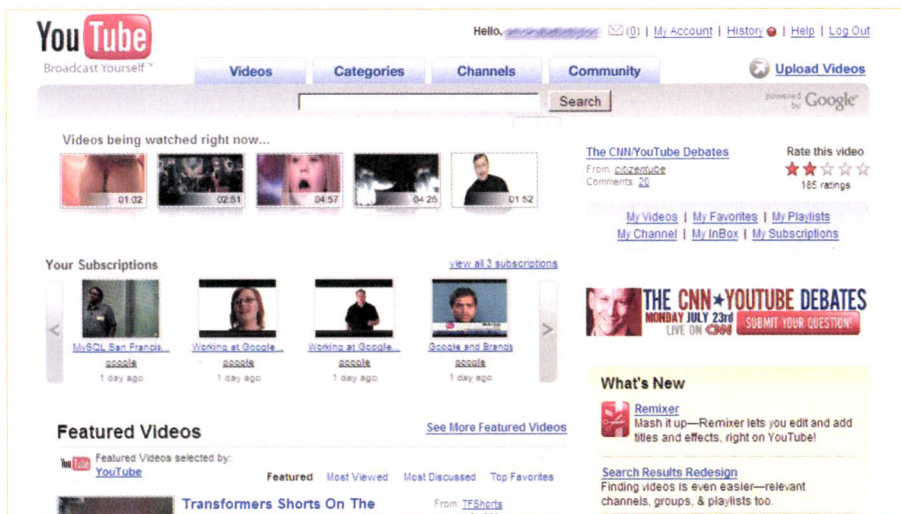 YouTube
Broadcast Yourself™
Hello, (0) | My Account | History | Help | Log Out
Videos Categories Channels Community Upload Videos
Search
powered by Google
Videos being watched right now...
01:02 02:51 04:57 04:25 01:52
The CNN/YouTube Debates
From: citizentube
Comments: 20
Rate this video
185 ratings
My Videos | My Favorites | My Playlists
My Channel | My InBox | My Subscriptions
Your Subscriptions view all 3 subscriptions
MySQL San Francis... Working at Google... Working at Google... Google and Brands
google google google google
1 day ago 1 day ago 1 day ago 1 day ago
THE CNN★YOUTUBE DEBATES
MONDAY JULY 23rd
LIVE ON CNN
SUBMIT YOUR QUESTION!
Featured Videos See More Featured Videos
YouTube
Featured Videos selected by:
YouTube
Featured Most Viewed Most Discussed Top Favorites
Transformers Shorts On The From: TFShorts
What's New
Remixer
Mash it up—Remixer lets you edit and add
titles and effects, right on YouTube!
Search Results Redesign
Finding videos is even easier—relevant
channels, groups, & playlists too.